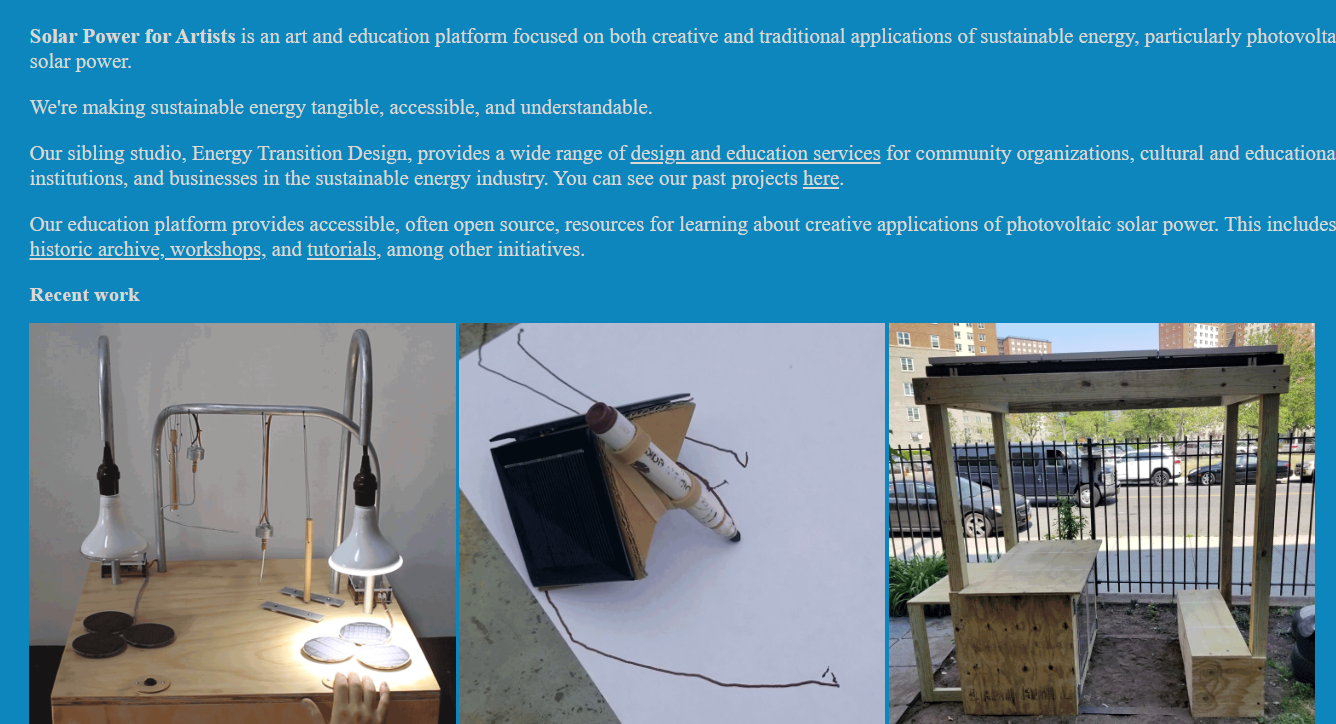 Solar Power for Artists is an art and education platform focused on both creative and traditional applications of sustainable energy, particularly photovolta
solar power.
We're making sustainable energy tangible, accessible, and understandable.
Our sibling studio, Energy Transition Design, provides a wide range of design and education services for community organizations, cultural and educationa
institutions, and businesses in the sustainable energy industry. You can see our past projects here.
Our education platform provides accessible, often open source, resources for learning about creative applications of photovoltaic solar power. This includes
historic archive, workshops, and tutorials, among other initiatives.
Recent work